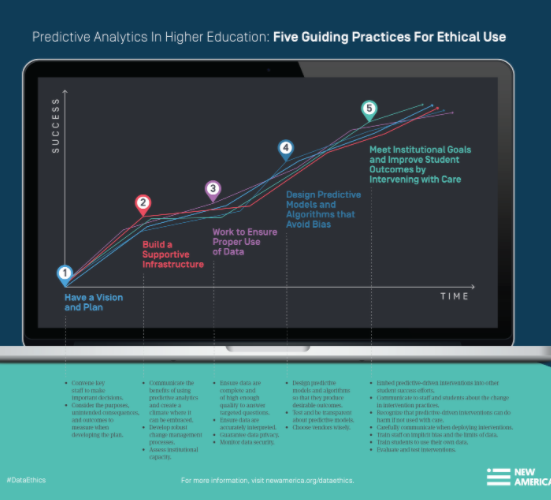 Predictive Analytics In Higher Education: Five Guiding Practices For Ethical Use
SUCCESS
5
Meet Institutional Goals
and Improve Student
Outcomes by
Intervening with Care
4
Design Predictive
Models and
Algorithms that
Avoid Bias
3
Work to Ensure
Proper Use
of Data
2
Build a
Supportive
Infrastructure
1
Have a Vision
and Plan
TIME
• Convene key
staff to make
important decisions.
• Consider the purposes,
unintended consequences,
and outcomes to
measure when
developing the plan.
• Communicate the
benefits of using
predictive analytics
and create a
climate where it
can be embraced.
• Develop robust
change management
processes.
• Assess institutional
capacity.
• Ensure data are
complete and
of high enough
quality to answer
targeted questions.
• Ensure data are
accurately interpreted.
• Guarantee data privacy.
• Monitor data security.
• Design predictive
models and algorithms
so that they produce
desirable outcomes.
• Test and be transparent
about predictive models.
• Choose vendors wisely.
• Embed predictive-driven interventions into other
student success efforts.
• Communicate to staff and students about the change
in intervention practices.
• Recognize that predictive-driven interventions can do
harm if not used with care.
• Carefully communicate when deploying interventions.
• Train staff on implicit bias and the limits of data.
• Train students to use their own data.
• Evaluate and test interventions.
#DataEthics
For more information, visit newamerica.org/dataethics.
NEW
AMERICA